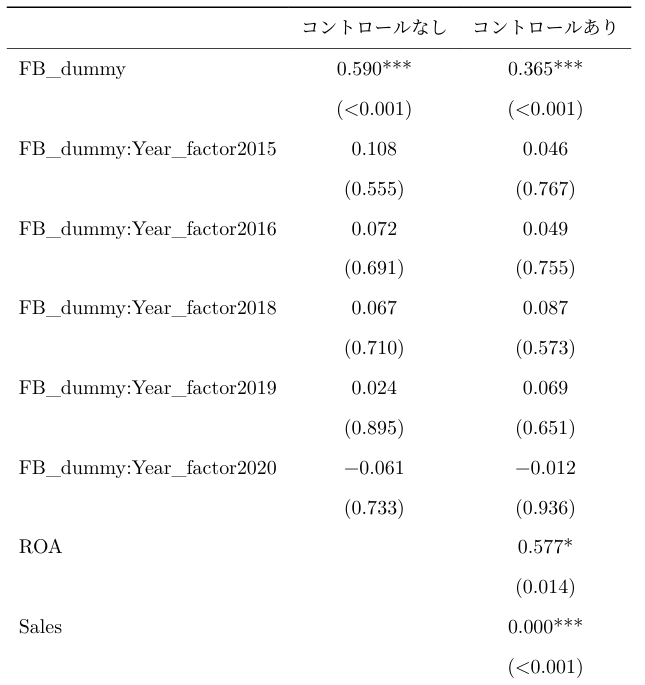 コントロールなし コントロールあり
FB_dummy 0.590*** 0.365***
(<0.001) (<0.001)
FB_dummy:Year_factor2015 0.108 0.046
(0.555) (0.767)
FB_dummy:Year_factor2016 0.072 0.049
(0.691) (0.755)
FB_dummy:Year_factor2018 0.067 0.087
(0.710) (0.573)
FB_dummy:Year_factor2019 0.024 0.069
(0.895) (0.651)
FB_dummy:Year_factor2020 −0.061 −0.012
(0.733) (0.936)
ROA 0.577*
(0.014)
Sales 0.000***
(<0.001)